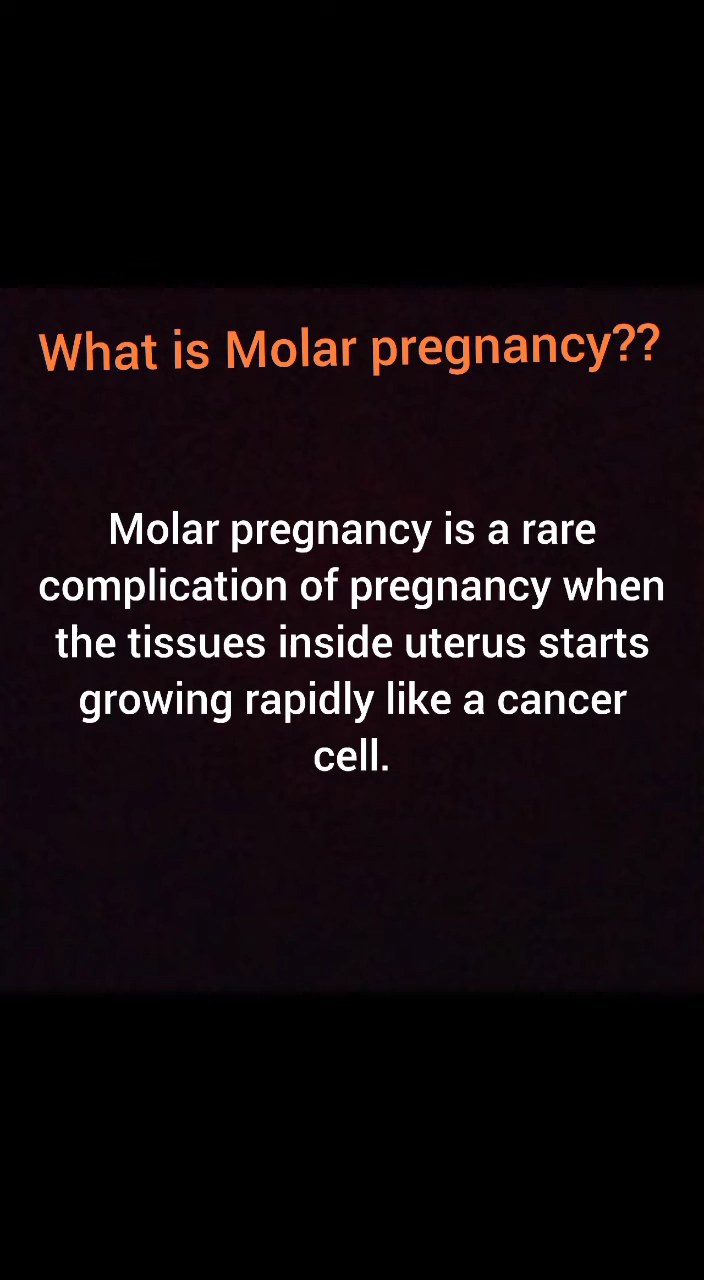 What is Molar pregnancy??
Molar pregnancy is a rare
complication of pregnancy when
the tissues inside uterus starts
growing rapidly like a cancer
cell.